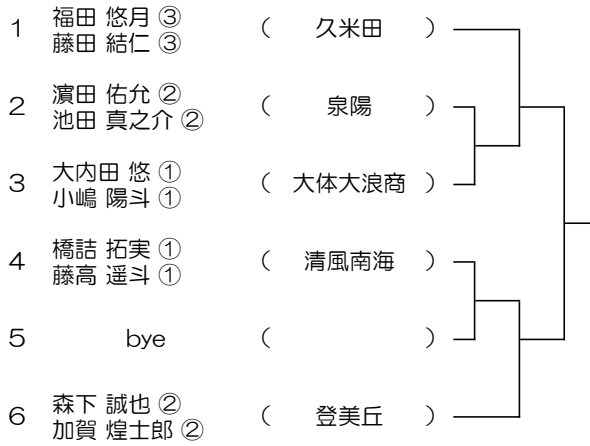 福田 悠月 ③
1 （ 久米田 ）
藤田 結仁 ③
濵田 佑允 ②
2 （ 泉陽 ）
池田 真之介 ②
大内田 悠 ①
3 （ 大体大浪商 ）
小嶋 陽斗 ①
橋詰 拓実 ①
4 （ 清風南海 ）
藤高 遥斗 ①
5 bye （ ）
森下 誠也 ②
6 （ 登美丘 ）
加賀 煌士郎 ②